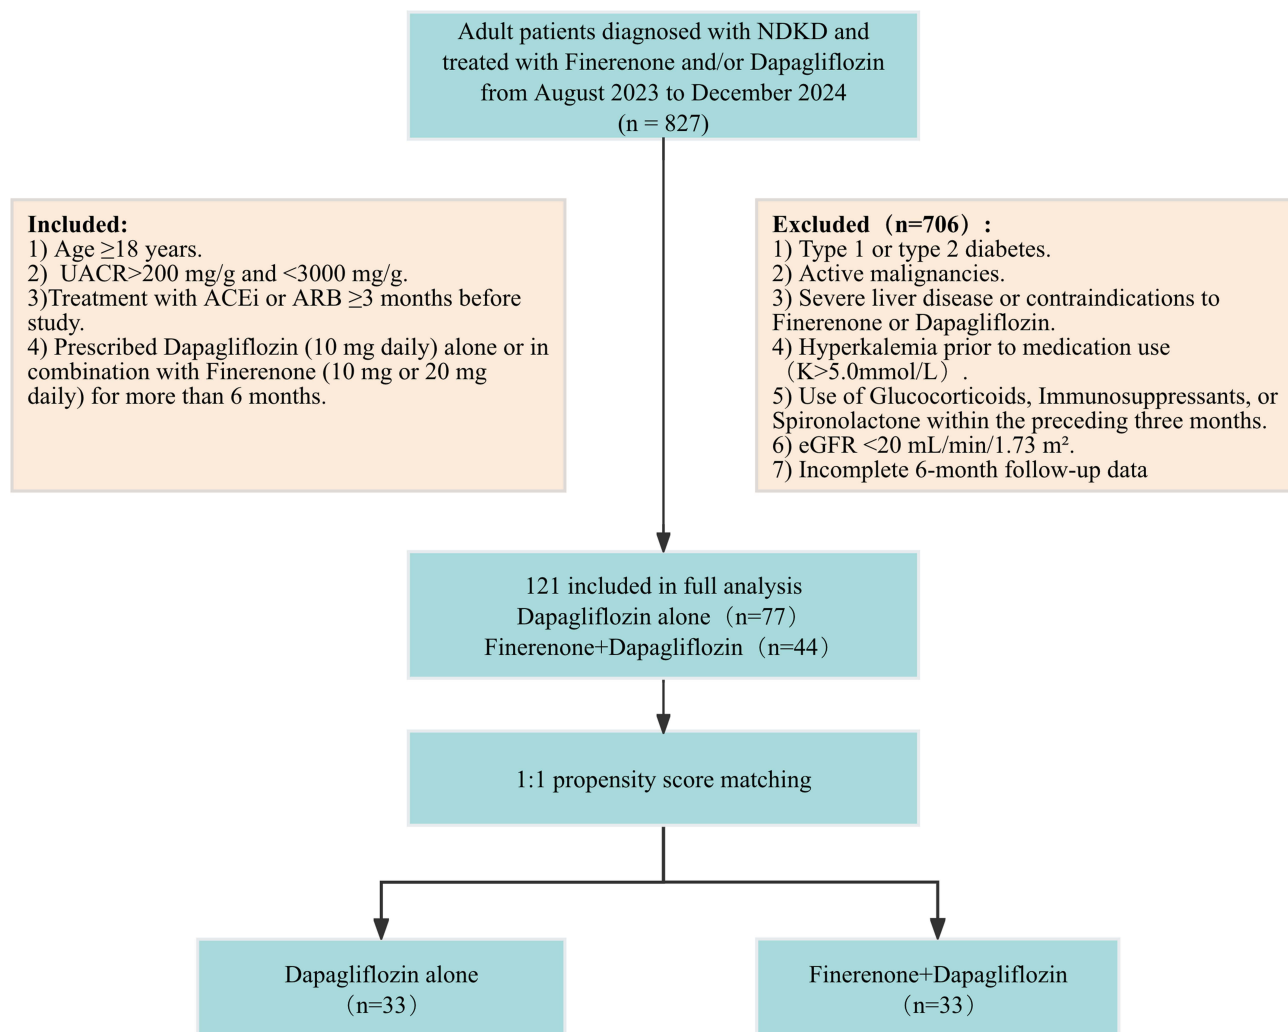 Adult patients diagnosed with NDKD and
treated with Finerenone and/or Dapagliflozin
from August 2023 to December 2024
(n = 827)
Included:
1) Age ≥18 years.
2)  UACR>200 mg/g and <3000 mg/g.
3)Treatment with ACEi or ARB ≥3 months before
study.
4) Prescribed Dapagliflozin (10 mg daily) alone or in
combination with Finerenone (10 mg or 20 mg
daily) for more than 6 months.
Excluded（n=706）:
1) Type 1 or type 2 diabetes.
2) Active malignancies.
3) Severe liver disease or contraindications to
Finerenone or Dapagliflozin.
4) Hyperkalemia prior to medication use
（K>5.0mmol/L）.
5) Use of Glucocorticoids, Immunosuppressants, or
Spironolactone within the preceding three months.
6) eGFR <20 mL/min/1.73 m².
7) Incomplete 6-month follow-up data
121 included in full analysis
Dapagliflozin alone（n=77）
Finerenone+Dapagliflozin（n=44）
1:1 propensity score matching
Dapagliflozin alone
（n=33）
Finerenone+Dapagliflozin
（n=33）